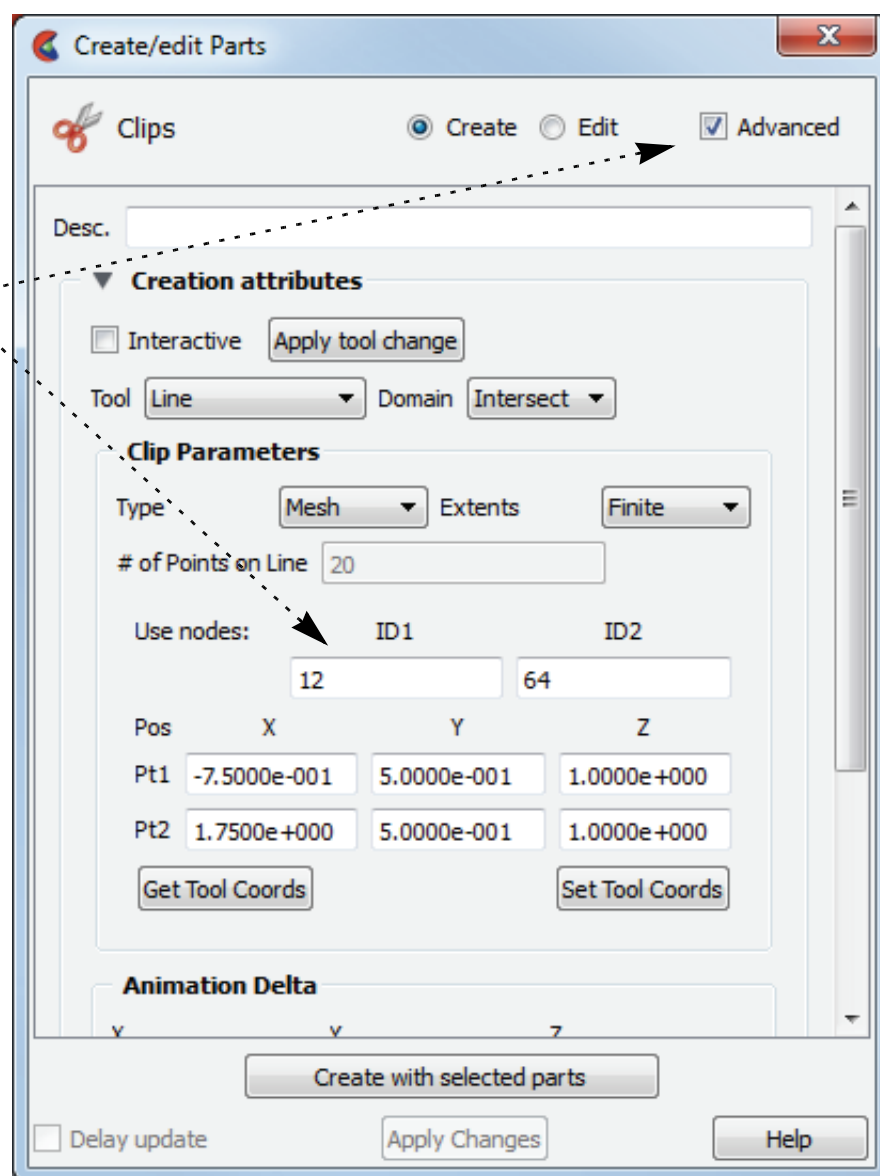 Create/edit Parts
Clips Create Edit Advanced
Desc.
Creation attributes
Interactive Apply tool change
Tool Line Domain Intersect
Clip Parameters
Type Mesh Extents Finite
# of Points on Line 20
Use nodes: ID1 ID2
12 64
Pos X Y Z
Pt1 -7.5000e-001 5.0000e-001 1.0000e+000
Pt2 1.7500e+000 5.0000e-001 1.0000e+000
Get Tool Coords Set Tool Coords
Animation Delta
X Y Z
Create with selected parts
Delay update Apply Changes Help